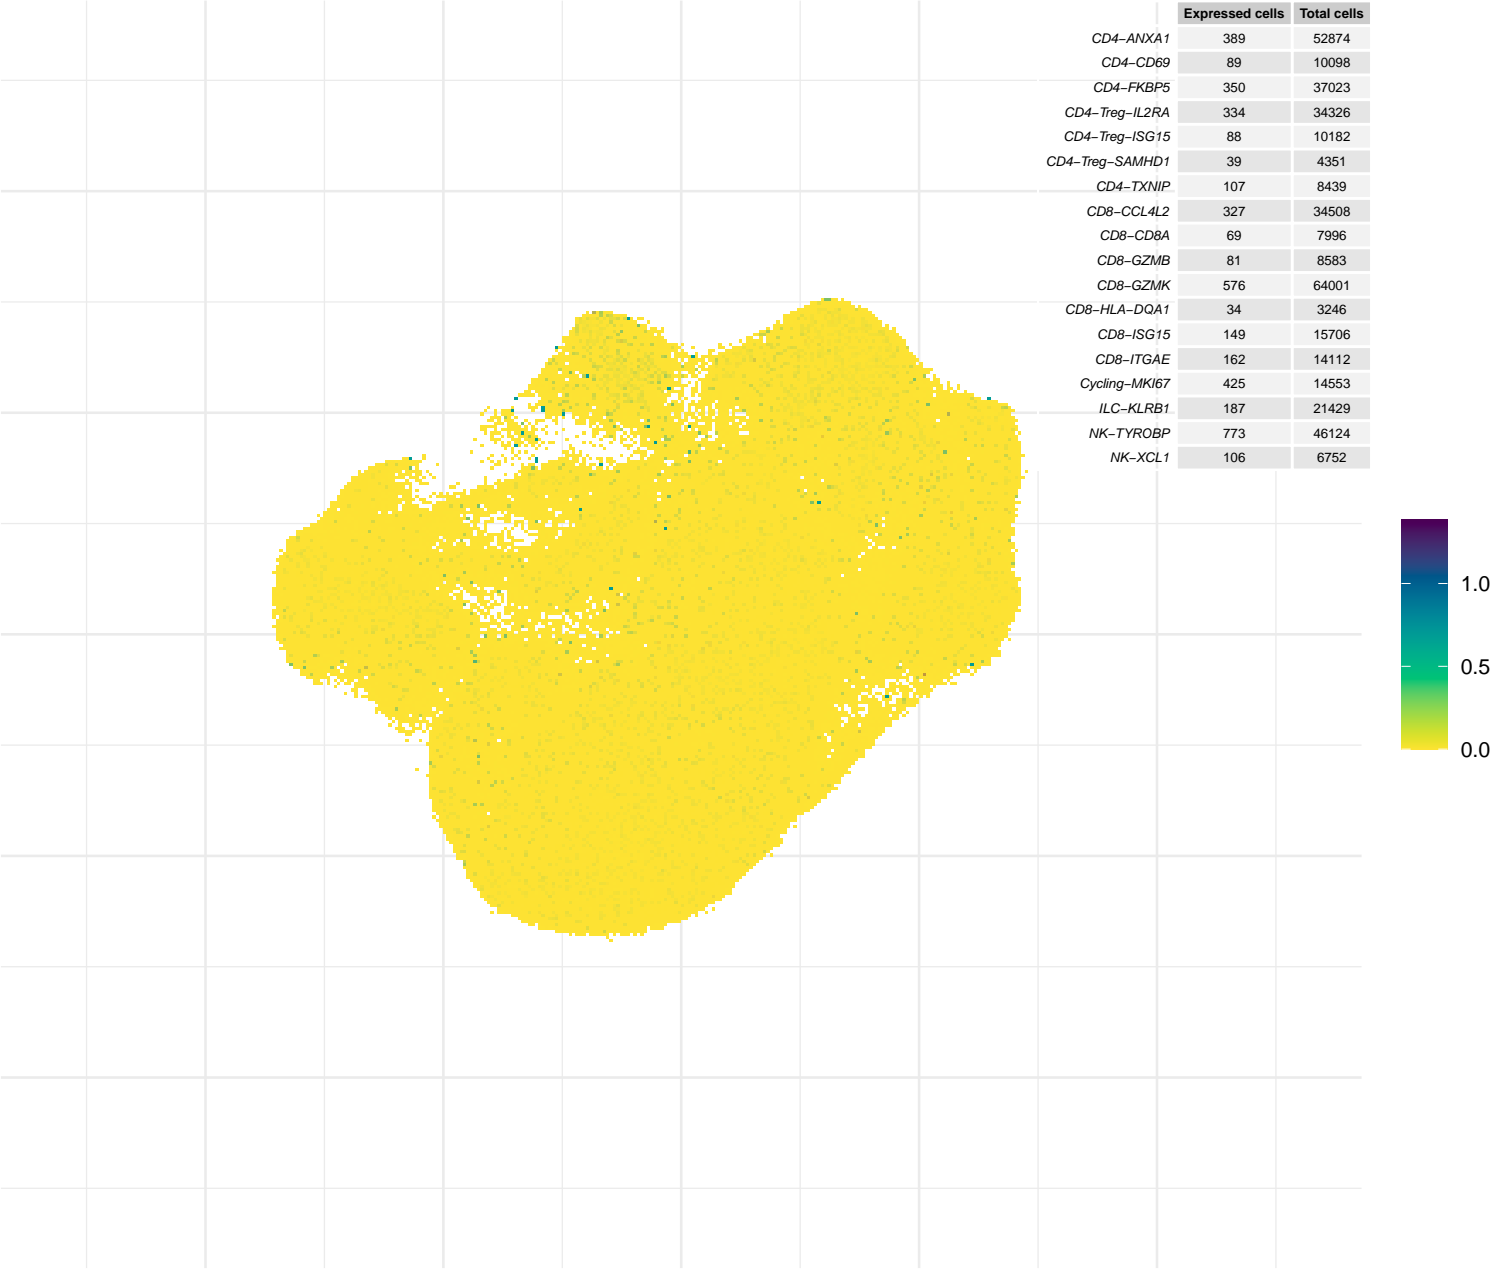 Expressed cells Total cells
CD4−ANXA1 389 52874
CD4−CD69 89 10098
CD4−FKBP5 350 37023
CD4−Treg−IL2RA 334 34326
CD4−Treg−ISG15 88 10182
CD4−Treg−SAMHD1 39 4351
CD4−TXNIP 107 8439
CD8−CCL4L2 327 34508
CD8−CD8A 69 7996
CD8−GZMB 81 8583
CD8−GZMK 576 64001
CD8−HLA−DQA1 34 3246
CD8−ISG15 149 15706
CD8−ITGAE 162 14112
Cycling−MKI67 425 14553
ILC−KLRB1 187 21429
NK−TYROBP 773 46124
NK−XCL1 106 6752
1.0
0.5
0.0